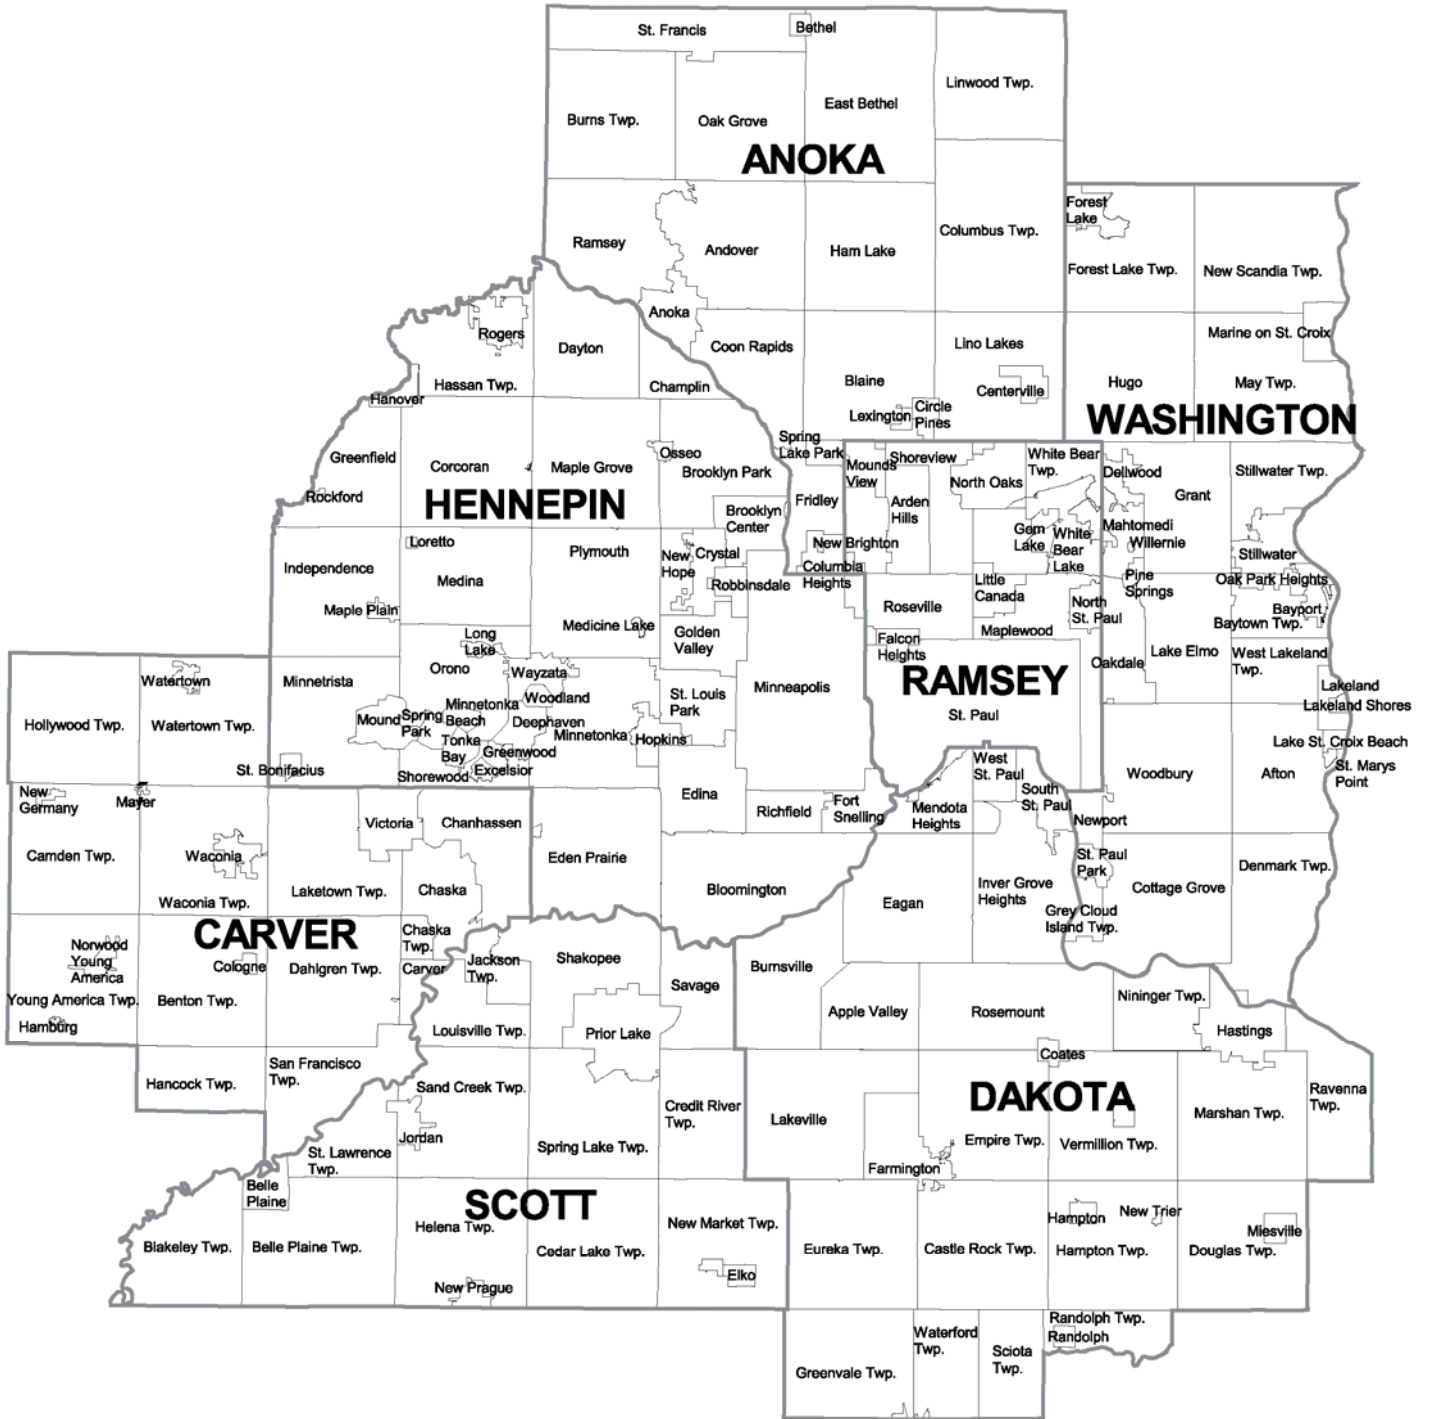 St. Francis
Bethel
Linwood Twp.
East Bethel
Burns Twp.
Oak Grove
ANOKA
Ramsey
Andover
Ham Lake
Columbus Twp.
Forest
Lake
Forest Lake Twp.
New Scandia Twp.
Anoka
Rogers
Dayton
Coon Rapids
Lino Lakes
Marine on St. Croix
Hassan Twp.
Champlin
Blaine
Centerville
Hugo
May Twp.
Hanover
Lexington
Circle
Pines
WASHINGTON
Greenfield
Corcoran
Maple Grove
Osseo
Brooklyn Park
Spring
Lake Park
Mounds
View
Shoreview
North Oaks
White Bear
Twp.
Dellwood
Grant
Stillwater Twp.
Rockford
HENNEPIN
Brooklyn
Center
Fridley
Arden
Hills
Gem
Lake
White
Bear
Lake
Mahtomedi
Willernie
Stillwater
Independence
Loretto
Medina
Plymouth
New
Hope
Crystal
Robbinsdale
New Brighton
Columbia
Heights
Roseville
Little
Canada
North
St. Paul
Pine
Springs
Oak Park Heights
Bayport
Baytown Twp.
Maple Plain
Medicine Lake
Golden
Valley
Falcon
Heights
Maplewood
Oakdale
Lake Elmo
West Lakeland
Twp.
Long
Lake
Orono
Wayzata
Woodland
Minnetrista
Mound
Spring
Park
Minnetonka
Beach
Deephaven
Minnetonka
Tonka
Bay
Greenwood
Excelsior
Shorewood
St. Bonifacius
Hopkins
St. Louis
Park
Minneapolis
RAMSEY
St. Paul
Lakeland
Lakeland Shores
Lake St. Croix Beach
St. Marys
Point
Watertown
Hollywood Twp.
Watertown Twp.
New
Germany
Mayer
Edina
Richfield
Fort
Snelling
Mendota
Heights
West
St. Paul
South
St. Paul
Newport
Woodbury
Afton
Camden Twp.
Waconia
Waconia Twp.
Laketown Twp.
Victoria
Chanhassen
Chaska
Eden Prairie
Bloomington
Eagan
Inver Grove
Heights
St. Paul
Park
Cottage Grove
Denmark Twp.
Grey Cloud
Island Twp.
CARVER
Norwood
Young
America
Young America Twp.
Hamburg
Cologne
Benton Twp.
Dahlgren Twp.
Chaska
Twp.
Carver
Jackson
Twp.
Shakopee
Savage
Louisville Twp.
Prior Lake
Burnsville
Apple Valley
Rosemount
Nininger Twp.
Hastings
Hancock Twp.
San Francisco
Twp.
Sand Creek Twp.
Jordan
St. Lawrence
Twp.
Spring Lake Twp.
Credit River
Twp.
Lakeville
Coates
DAKOTA
Empire Twp.
Vermillion Twp.
Marshan Twp.
Ravenna
Twp.
Farmington
Belle
Plaine
SCOTT
Blakeley Twp.
Belle Plaine Twp.
Helena Twp.
New Prague
Cedar Lake Twp.
New Market Twp.
Elko
Eureka Twp.
Castle Rock Twp.
Hampton
New Trier
Hampton Twp.
Miesville
Douglas Twp.
Greenvale Twp.
Waterford
Twp.
Sciota
Twp.
Randolph Twp.
Randolph